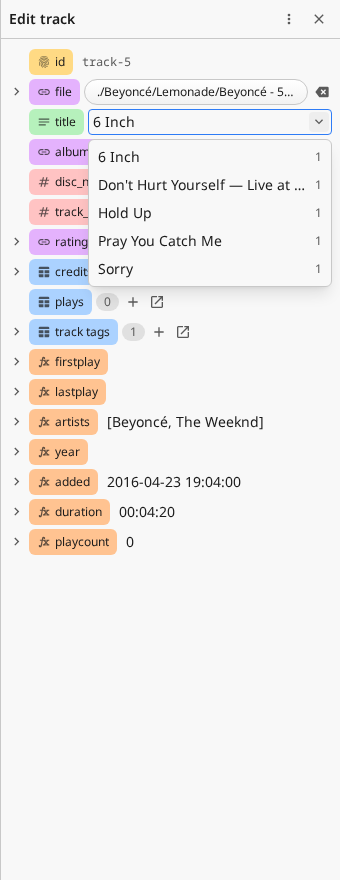 Edit track
id track-5
file ./Beyoncé/Lemonade/Beyoncé - 5...
title 6 Inch
album
6 Inch 1
Don't Hurt Yourself — Live at ... 1
Hold Up 1
Pray You Catch Me 1
Sorry 1
disc_n
track_
rating
credit
plays 0
track tags 1
firstplay
lastplay
artists [Beyoncé, The Weeknd]
year
added 2016-04-23 19:04:00
duration 00:04:20
playcount 0